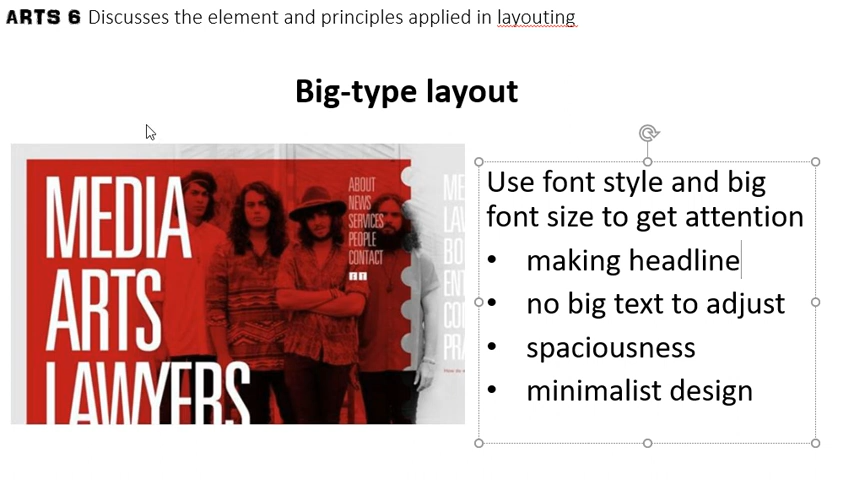 ARTS 6 Discusses the element and principles applied in layouting
Big-type layout
MEDIA
ARTS
LAWYERS
ABOUT
NEWS
SERVICES
PEOPLE
CONTACT
Use font style and big
font size to get attention
• making headline
• no big text to adjust
• spaciousness
• minimalist design